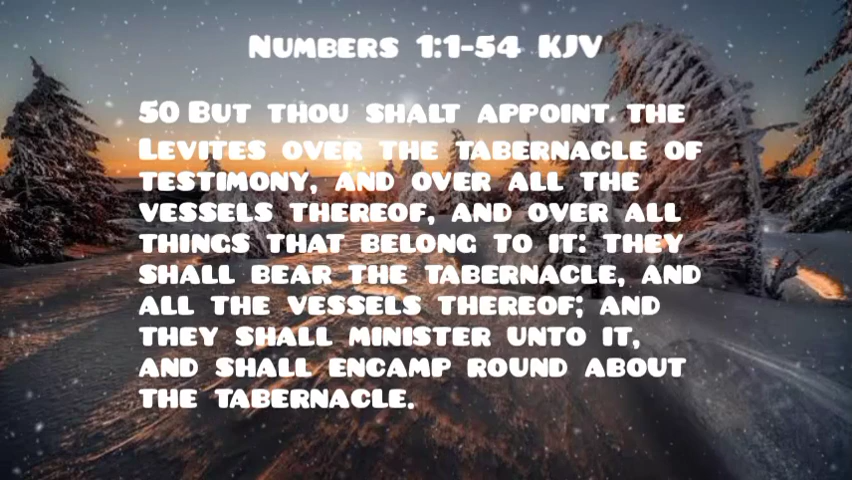 Numbers 1:1-54 KJV
50 But thou shalt appoint the
Levites over the tabernacle of
testimony, and over all the
vessels thereof, and over all
things that belong to it: they
shall bear the tabernacle, and
all the vessels thereof; and
they shall minister unto it,
and shall encamp round about
the tabernacle.